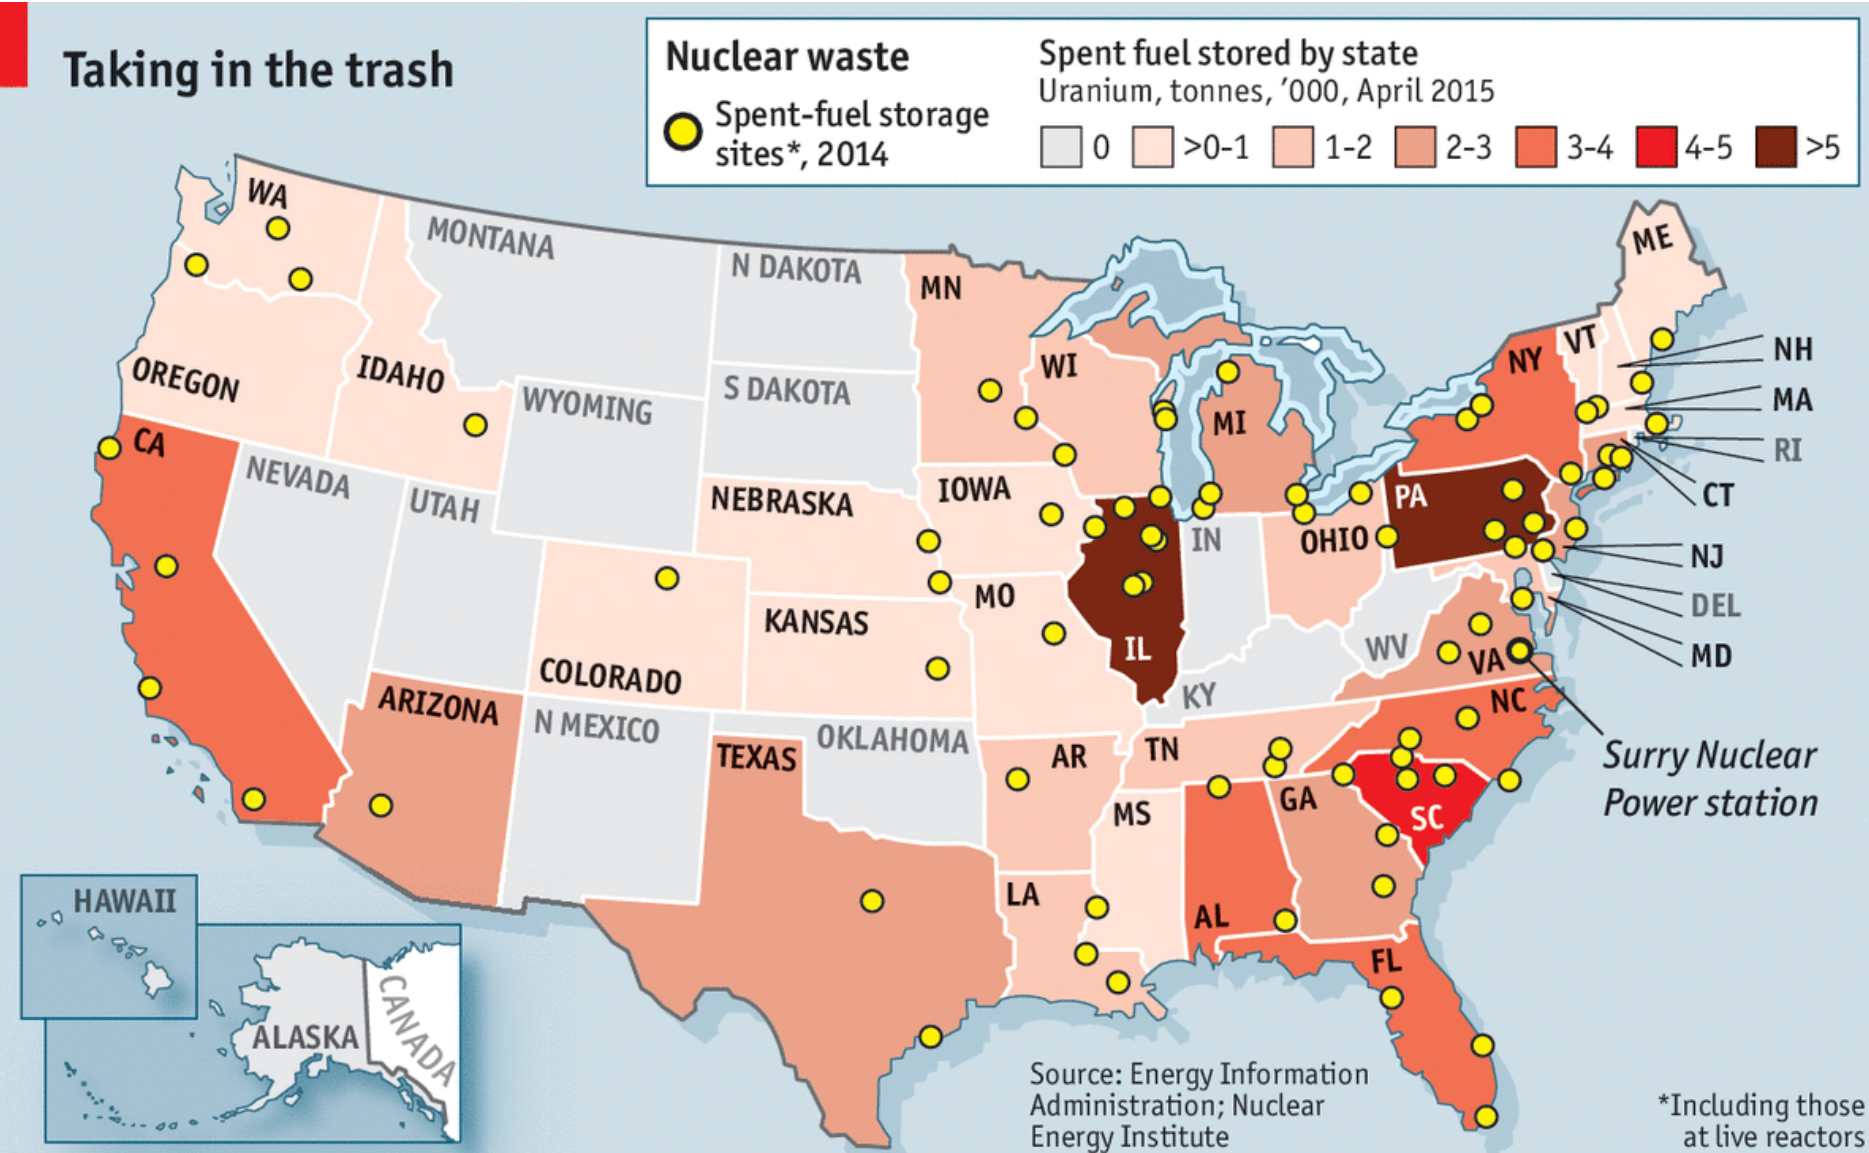 Taking in the trash
Nuclear waste
Spent-fuel storage
sites*, 2014
Spent fuel stored by state
Uranium, tonnes, ’000, April 2015
0
>0-1
1-2
2-3
3-4
4-5
>5
WA
MONTANA
N DAKOTA
MN
ME
OREGON
IDAHO
WYOMING
S DAKOTA
WI
MI
NY
VT
NH
MA
RI
CT
CA
NEVADA
UTAH
NEBRASKA
IOWA
IL
IN
OHIO
PA
NJ
DEL
MD
COLORADO
KANSAS
MO
KY
WV
VA
ARIZONA
N MEXICO
OKLAHOMA
TEXAS
AR
TN
NC
Surry Nuclear
Power station
MS
AL
GA
SC
LA
FL
HAWAII
ALASKA
CANADA
Source: Energy Information
Administration; Nuclear
Energy Institute
*Including those
at live reactors